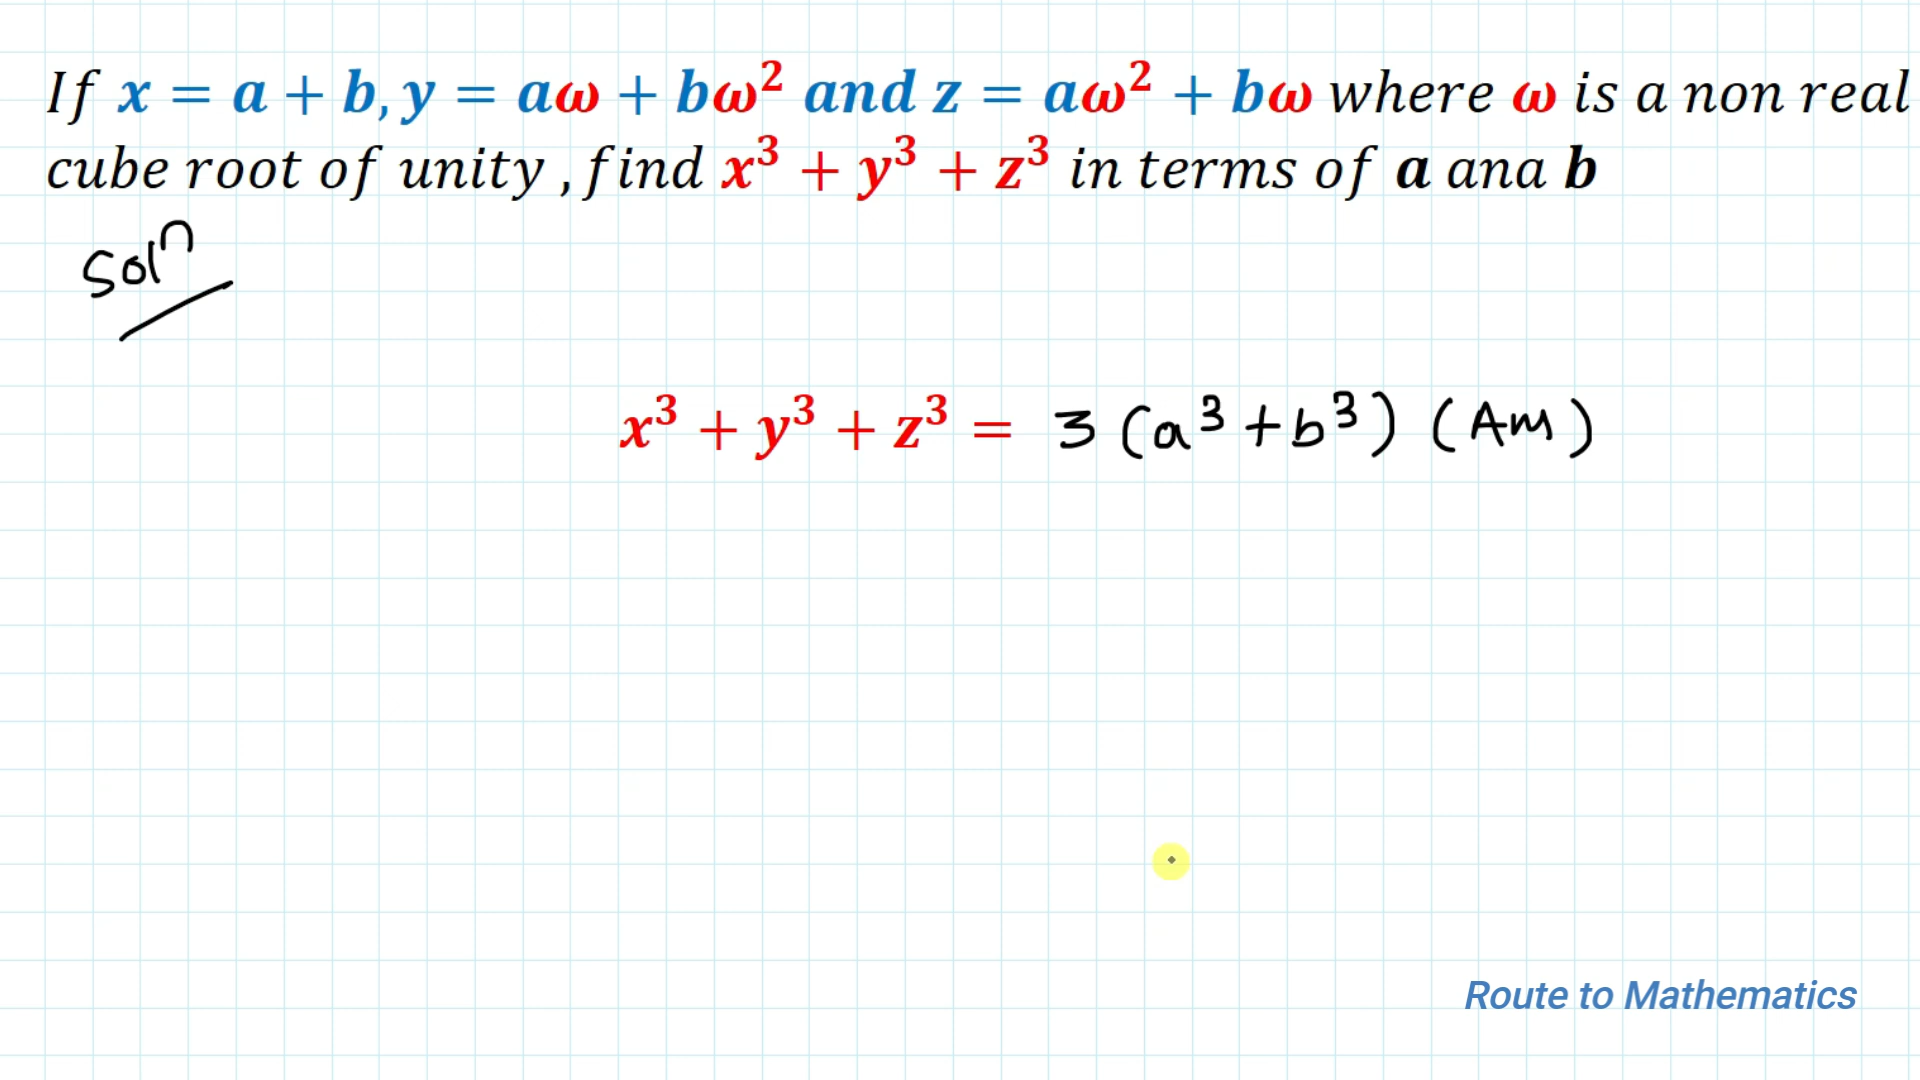 If x = a + b, y = aω + bω² and z = aω² + bω where ω is a non real
cube root of unity , find x³ + y³ + z³ in terms of a ana b
Solⁿ
x³ + y³ + z³ = 3 (a³ + b³) (Am)
Route to Mathematics